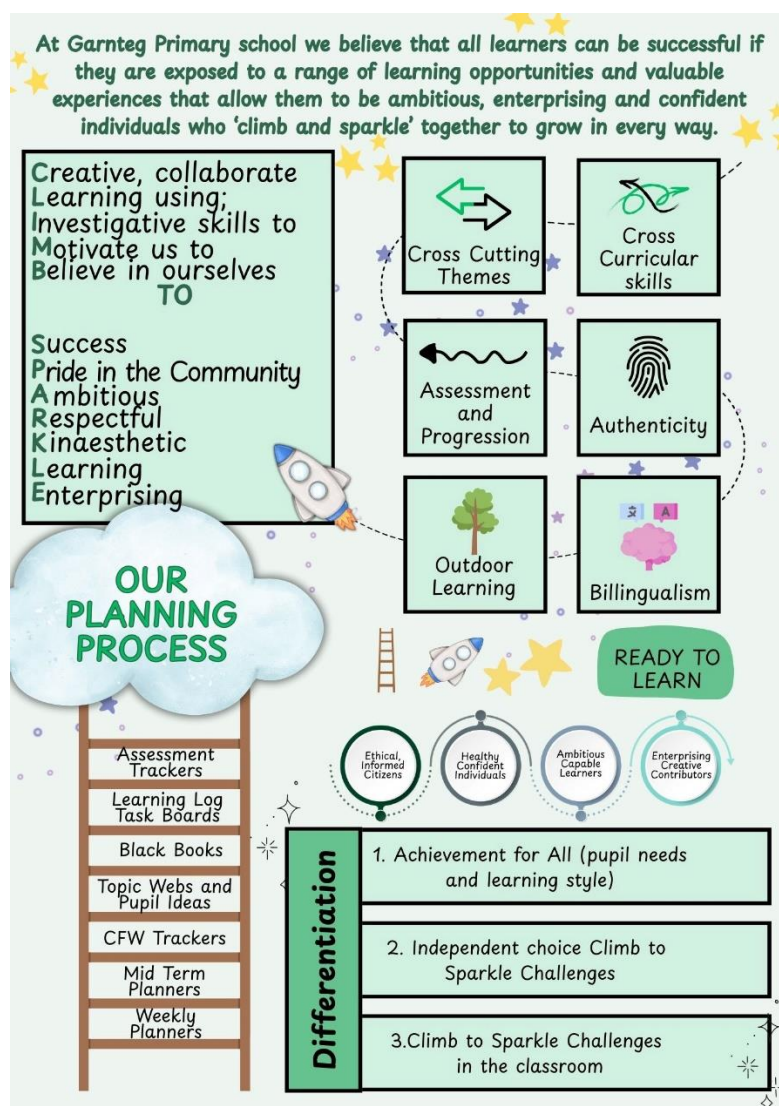 At Garnteg Primary school we believe that all learners can be successful if
they are exposed to a range of learning opportunities and valuable
experiences that allow them to be ambitious, enterprising and confident
individuals who ‘climb and sparkle’ together to grow in every way.
Creative, collaborate
Learning using;
Investigative skills to
Motivate us to
Believe in ourselves
TO
Success
Pride in the Community
Ambitious
Respectful
Kinaesthetic
Learning
Enterprising
Cross Cutting
Themes
Cross
Curricular
skills
Assessment
and
Progression
Authenticity
Outdoor
Learning
A
Billingualism
OUR
PLANNING
PROCESS
READY TO
LEARN
Assessment
Trackers
Learning Log
Task Boards
Black Books
Topic Webs and
Pupil Ideas
CFW Trackers
Mid Term
Planners
Weekly
Planners
Ethical,
Informed
Citizens
Healthy
Confident
Individuals
Ambitious
Capable
Learners
Enterprising
Creative
Contributors
Differentiation
1. Achievement for All (pupil needs
and learning style)
2. Independent choice Climb to
Sparkle Challenges
3.Climb to Sparkle Challenges
in the classroom